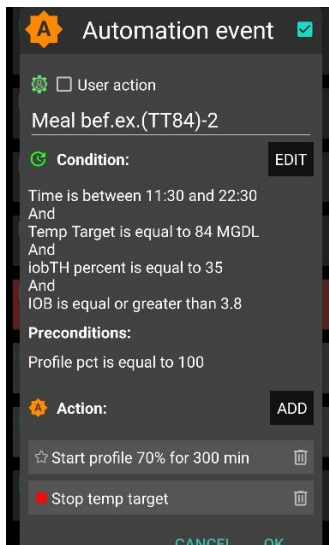 A Automation event
User action
Meal bef.ex.(TT84)-2
Condition: EDIT
Time is between 11:30 and 22:30
And
Temp Target is equal to 84 MGDL
And
iobTH percent is equal to 35
And
IOB is equal or greater than 3.8
Preconditions:
Profile pct is equal to 100
A Action: ADD
Start profile 70% for 300 min
Stop temp target
CANCEL OK